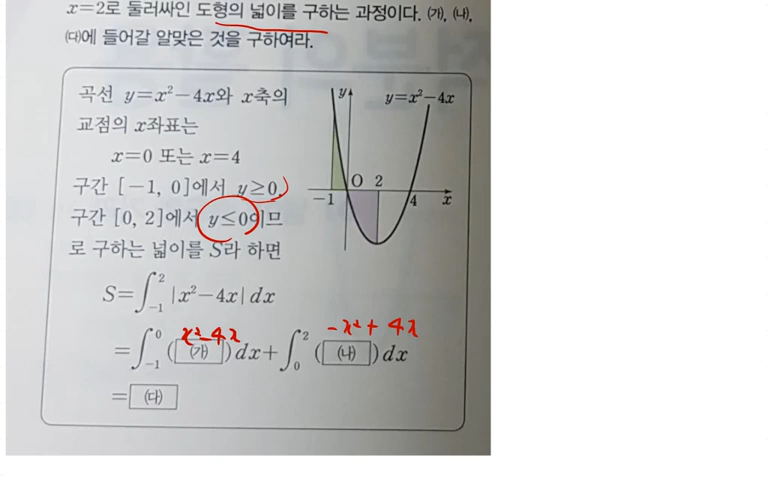 x=2로 둘러싸인 도형의 넓이를 구하는 과정이다. ㈎, ㈏,
㈐에 들어갈 알맞은 것을 구하여라.
곡선 y=x²-4x와 x축의
교점의 x좌표는
x=0 또는 x=4
구간 [-1, 0]에서 y≥0,
구간 [0, 2]에서 y≤0이므
로 구하는 넓이를 S라 하면
y
y=x²-4x
O 2
-1 4 x
S=∫₋₁² |x²-4x| dx
x²-4x -x²+4x
=∫₋₁⁰ (㈎)dx+∫₀² (㈏)dx
=㈐